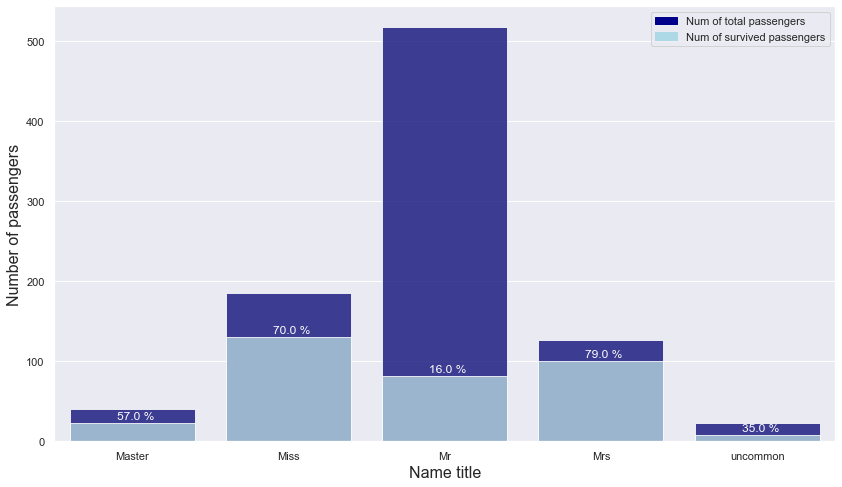 Num of total passengers
Num of survived passengers
Number of passengers
500
400
300
200
100
0
57.0 %
70.0 %
16.0 %
79.0 %
35.0 %
Master
Miss
Mr
Mrs
uncommon
Name title